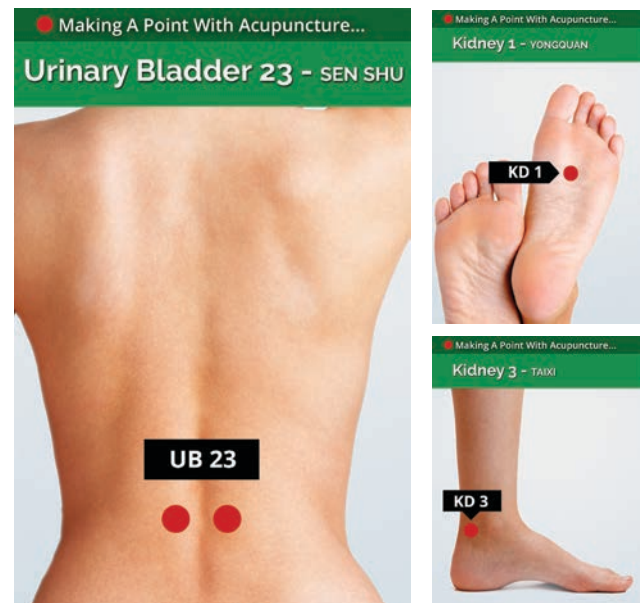 Making A Point With Acupuncture...
Urinary Bladder 23 - SEN SHU
UB 23
Making A Point With Acupuncture...
Kidney 1 - YONGQUAN
KD 1
Making A Point With Acupuncture...
Kidney 3 - TAIXI
KD 3